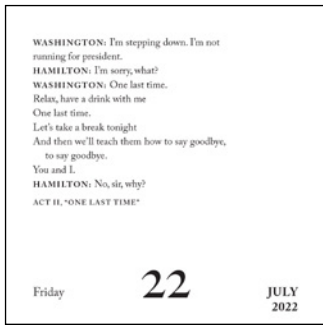 WASHINGTON: I'm stepping down. I'm not
running for president.
HAMILTON: I'm sorry, what?
WASHINGTON: One last time.
Relax, have a drink with me
One last time.
Let's take a break tonight
And then we'll teach them how to say goodbye,
to say goodbye.
You and I.
HAMILTON: No, sir, why?
ACT II, "ONE LAST TIME"
Friday 22 JULY
2022